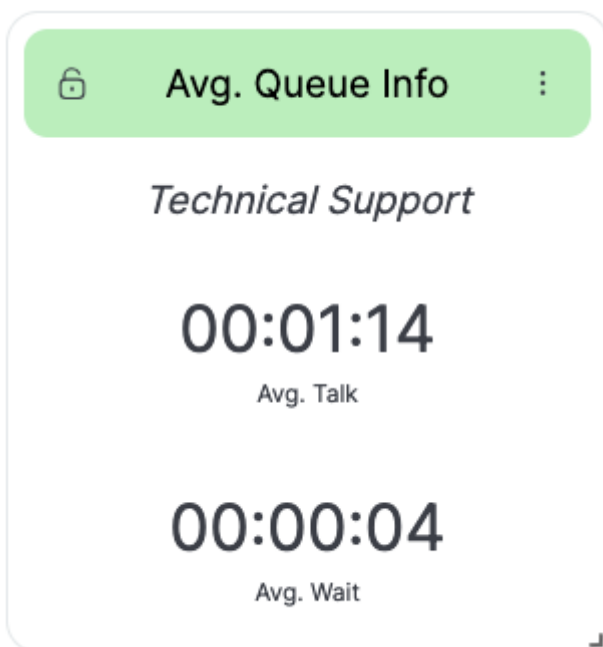 Avg. Queue Info
Technical Support
00:01:14
Avg. Talk
00:00:04
Avg. Wait